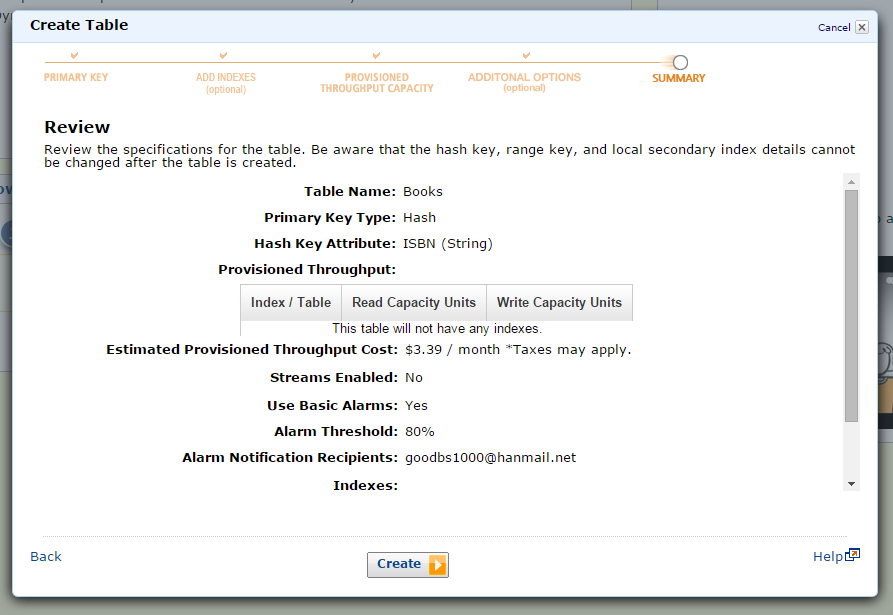 Create Table
Cancel
PRIMARY KEY
ADD INDEXES
(optional)
PROVISIONED
THROUGHPUT CAPACITY
ADDITONAL OPTIONS
(optional)
SUMMARY
Review
Review the specifications for the table. Be aware that the hash key, range key, and local secondary index details cannot
be changed after the table is created.
Table Name: Books
Primary Key Type: Hash
Hash Key Attribute: ISBN (String)
Provisioned Throughput:
Index / Table Read Capacity Units Write Capacity Units
This table will not have any indexes.
Estimated Provisioned Throughput Cost: $3.39 / month *Taxes may apply.
Streams Enabled: No
Use Basic Alarms: Yes
Alarm Threshold: 80%
Alarm Notification Recipients: goodbs1000@hanmail.net
Indexes:
Back
Create
Help